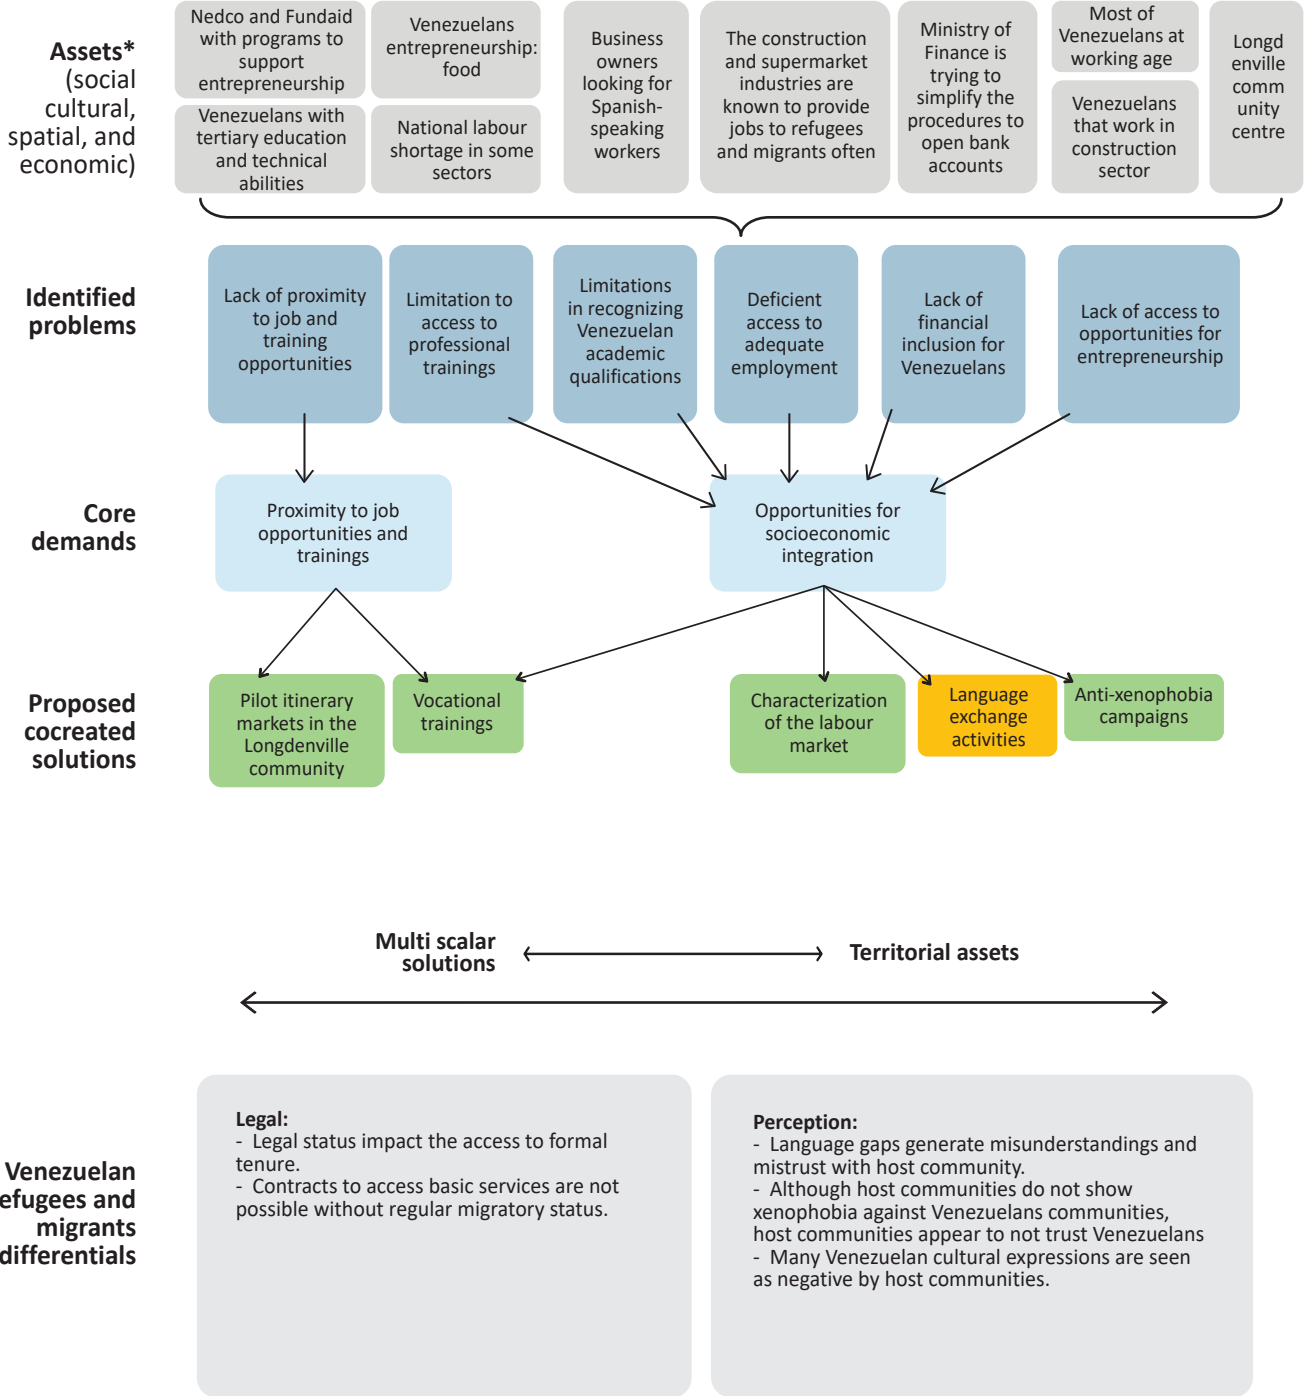 Assets*
(social
cultural,
spatial, and
economic)
Nedco and Fundaid
with programs to
support
entrepreneurship
Venezuelans with
tertiary education
and technical
abilities
Venezuelans
entrepreneurship:
food
National labour
shortage in some
sectors
Business
owners
looking for
Spanish-
speaking
workers
The construction
and supermarket
industries are
known to provide
jobs to refugees
and migrants often
Ministry of
Finance is
trying to
simplify the
procedures to
open bank
accounts
Most of
Venezuelans at
working age
Venezuelans
that work in
construction
sector
Longd
enville
comm
unity
centre
Identified
problems
Lack of proximity
to job and
training
opportunities
Limitation to
access to
professional
trainings
Limitations
in recognizing
Venezuelan
academic
qualifications
Deficient
access to
adequate
employment
Lack of
financial
inclusion for
Venezuelans
Lack of access to
opportunities for
entrepreneurship
Core
demands
Proximity to job
opportunities and
trainings
Opportunities for
socioeconomic
integration
Proposed
cocreated
solutions
Pilot itinerary
markets in the
Longdenville
community
Vocational
trainings
Characterization
of the labour
market
Language
exchange
activities
Anti-xenophobia
campaigns
Multi scalar
solutions
Territorial assets
Venezuelan
efugees and
migrants
differentials
Legal:
- Legal status impact the access to formal
tenure.
- Contracts to access basic services are not
possible without regular migratory status.
Perception:
- Language gaps generate misunderstandings and
mistrust with host community.
- Although host communities do not show
xenophobia against Venezuelans communities,
host communities appear to not trust Venezuelans
- Many Venezuelan cultural expressions are seen
as negative by host communities.